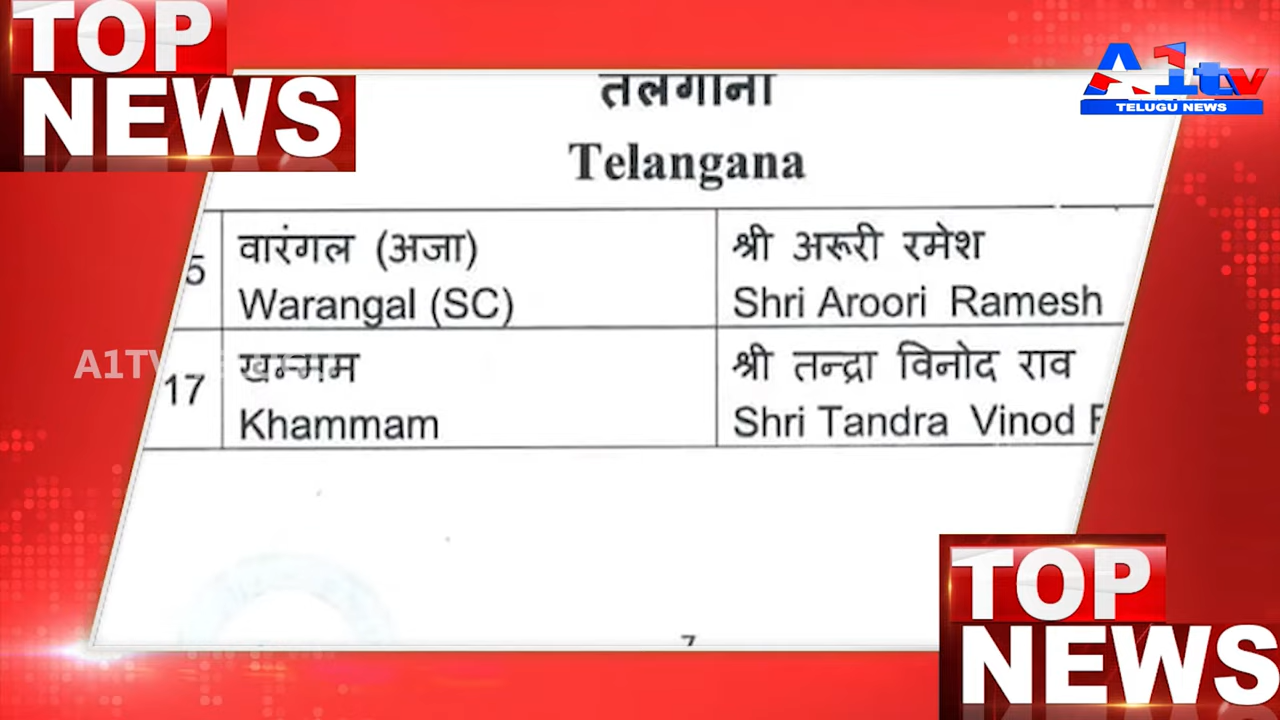 TOP
NEWS
A1tv
TELUGU NEWS
तेलंगाना
Telangana
5
वारंगल (अजा)
श्री अरूरी रमेश
Warangal (SC)
Shri Aroori Ramesh
A1TV
17
खम्मम
श्री तन्द्रा विनोद राव
Khammam
Shri Tandra Vinod
7
TOP
NEWS